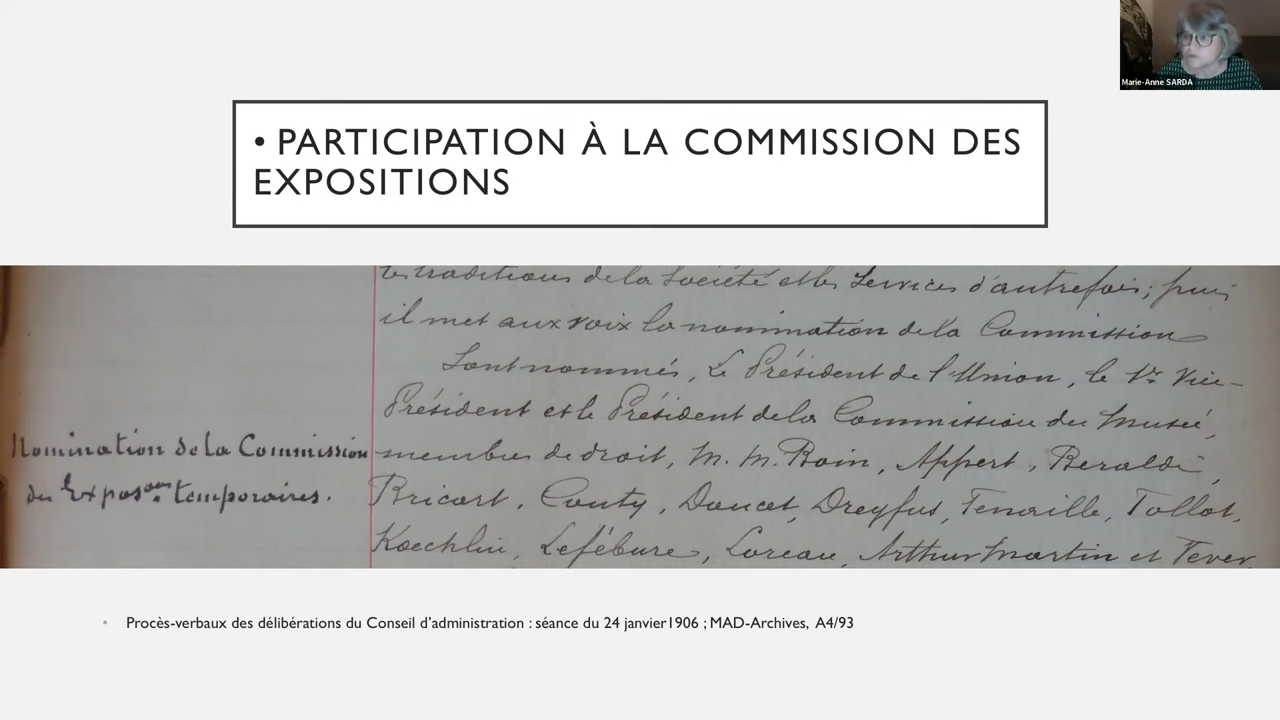 Marie-Anne SARDA
• PARTICIPATION À LA COMMISSION DES
EXPOSITIONS
les traditions de la Société et les services d'autrefois ; puis
il met aux voix la nomination de la Commission
Sont nommés, Le Président de l'Union, le 1er Vice-
Président et le Président de la Commission du Musée,
Nomination de la Commission
membres de droit, M. M. Boin, Appert, Beraldi
des Exposons temporaires.
Bricart, Couty, Doucet, Dreyfus, Fenaille, Follot,
Koechlin, Lefébure, Loreau, Arthur Martin et
• Procès-verbaux des délibérations du Conseil d'administration : séance du 24 janvier1906 ; MAD-Archives, A4/93